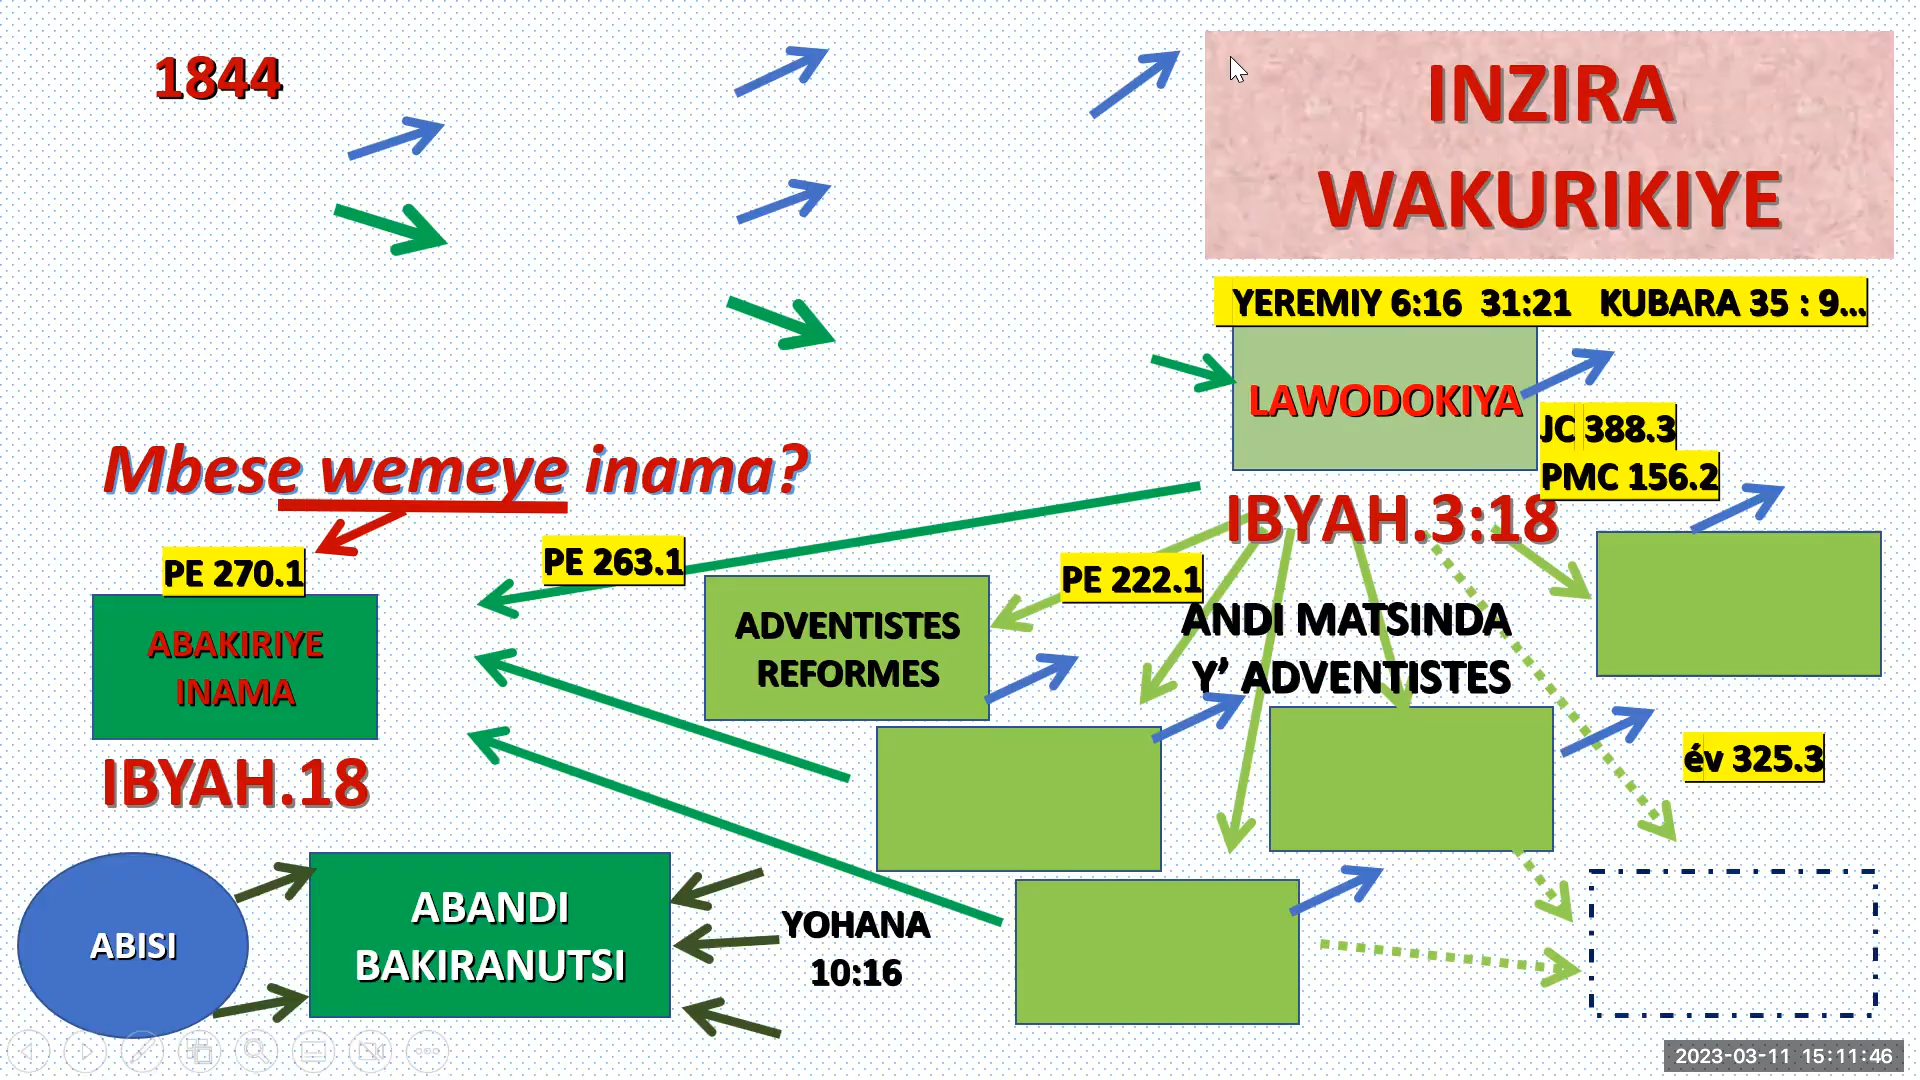 1844
INZIRA
WAKURIKIYE
YEREMIY 6:16 31:21 KUBARA 35 : 9...
LAWODOKIYA
JC 388.3
PMC 156.2
Mbese wemeye inama?
IBYAH.3:18
PE 270.1
PE 263.1
PE 222.1
ABAKIRIYE
INAMA
ADVENTISTES
REFORMES
ANDI MATSINDA
Y’ ADVENTISTES
IBYAH.18
év 325.3
ABISI
ABANDI
BAKIRANUTSI
YOHANA
10:16
2023-03-11 15:11:46